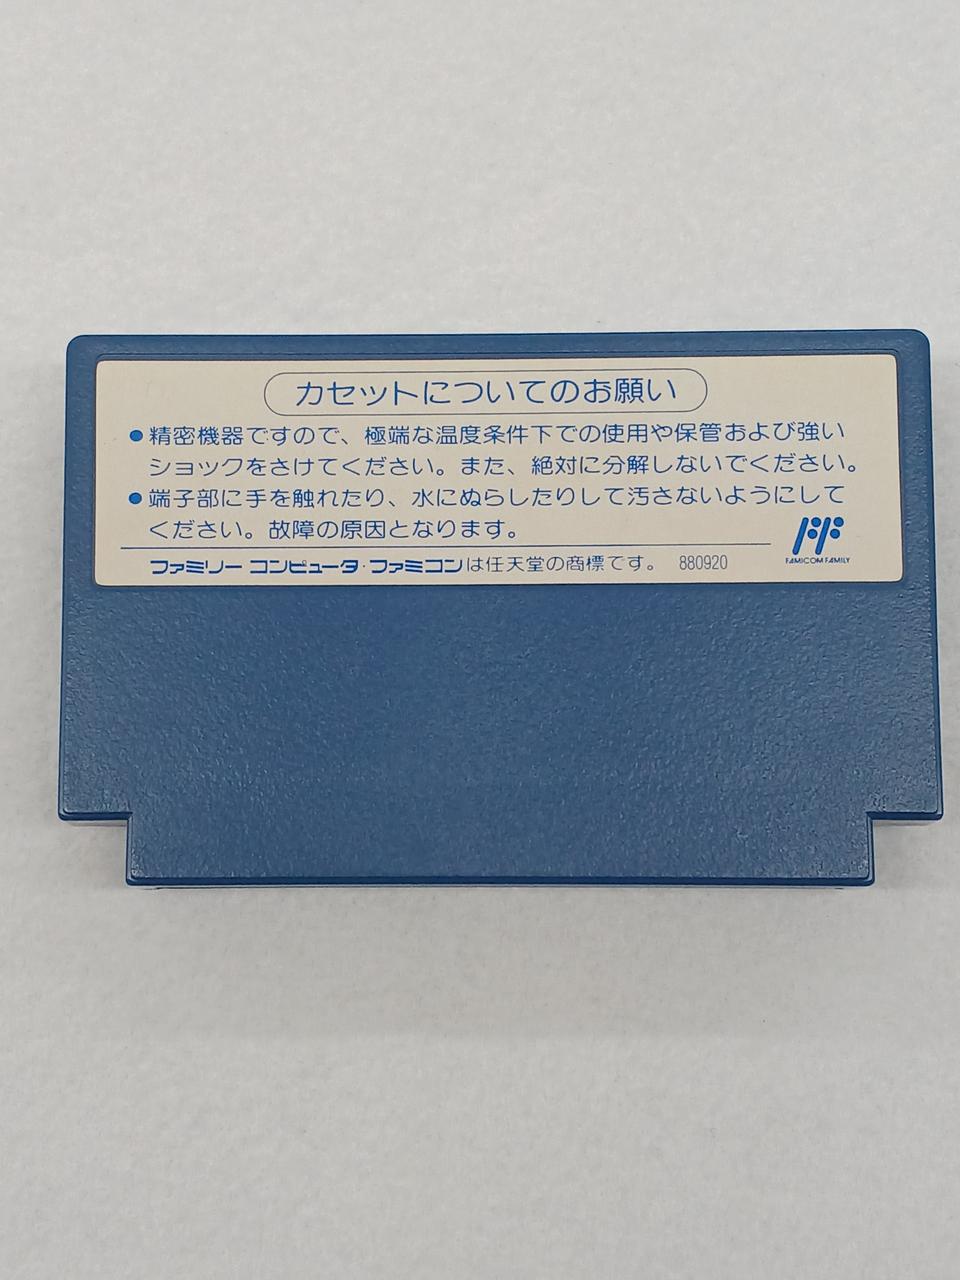 カセットについてのお願い
●精密機器ですので、極端な温度条件下での使用や保管および強い
ショックをさけてください。また、絶対に分解しないでください。
●端子部に手を触れたり、水にぬらしたりして汚さないようにして
ください。故障の原因となります。
ファミリー コンピュータ・ファミコンは任天堂の商標です。 880920
FAMICOM FAMILY